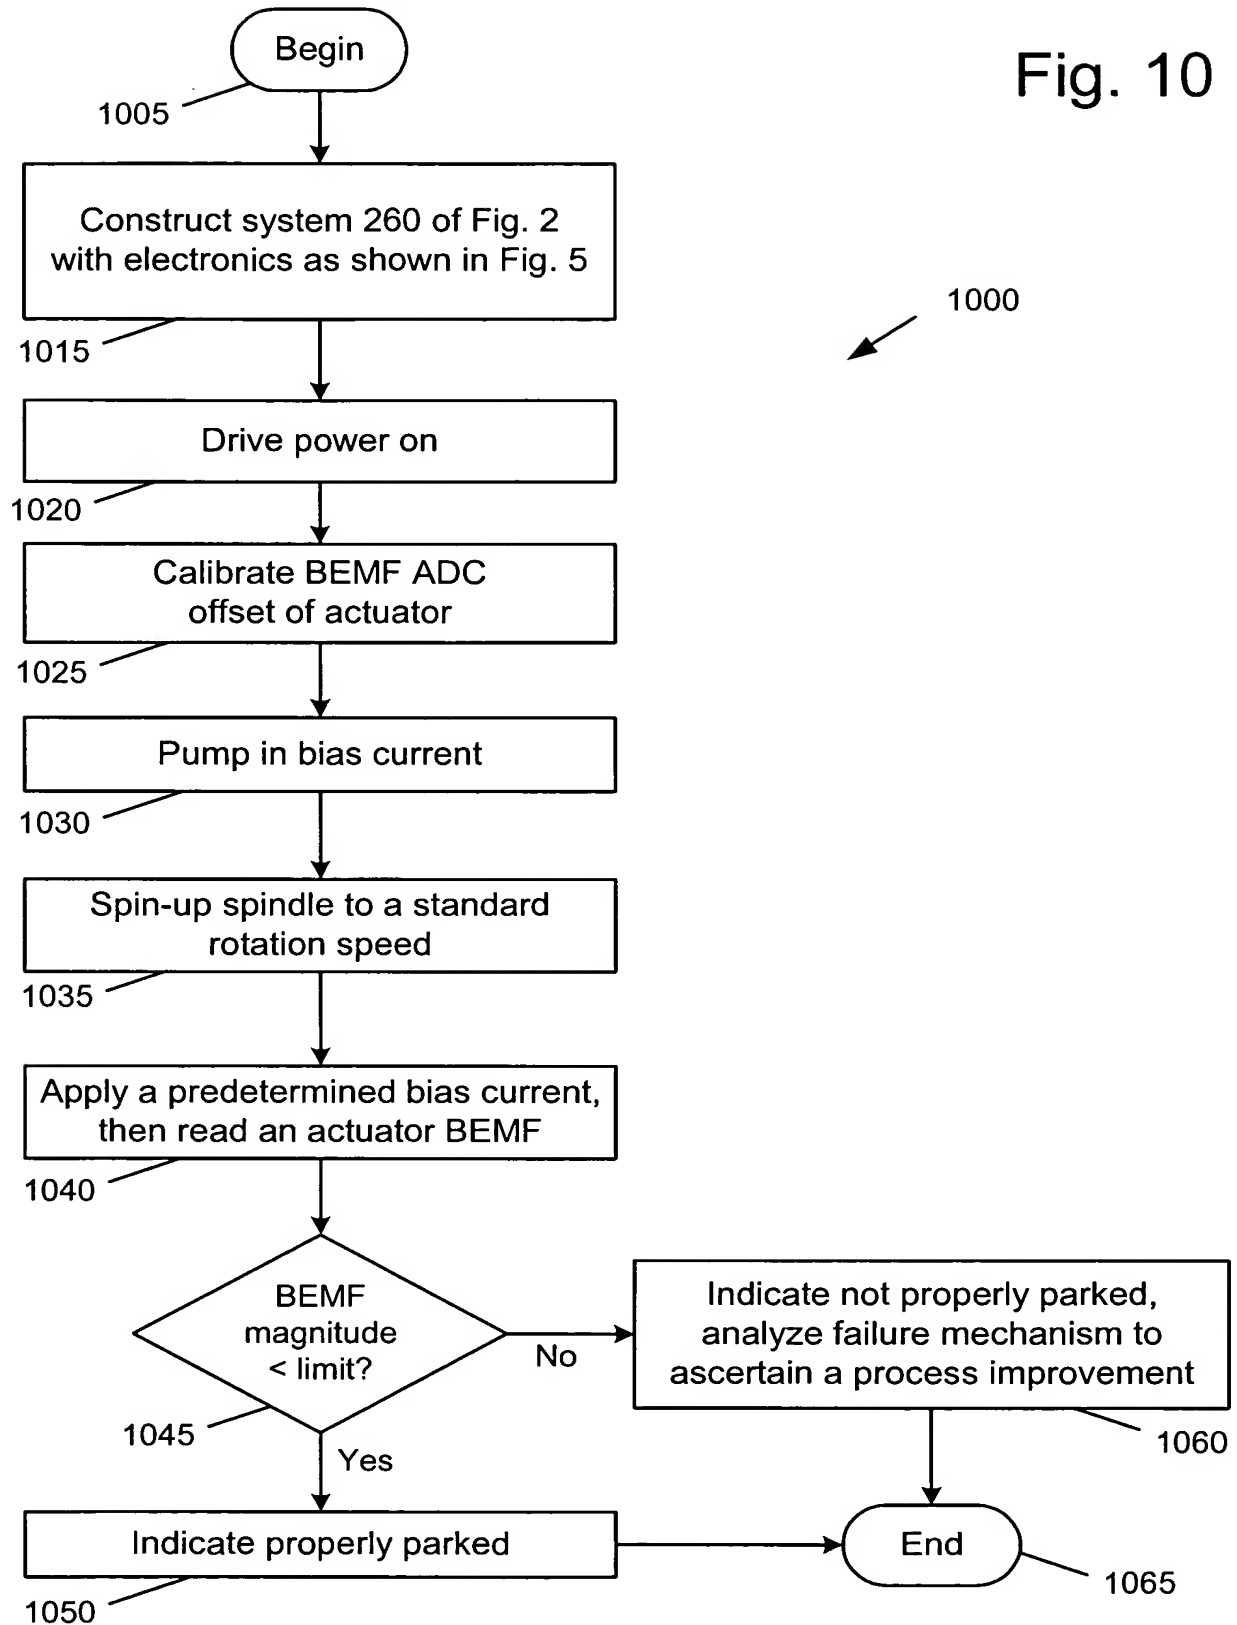 Begin
Fig. 10
1005
Construct system 260 of Fig. 2
with electronics as shown in Fig. 5
1000
1015
Drive power on
1020
Calibrate BEMF ADC
offset of actuator
1025
Pump in bias current
1030
Spin-up spindle to a standard
rotation speed
1035
Apply a predetermined bias current,
then read an actuator BEMF
1040
BEMF
magnitude
< limit?
No
Indicate not properly parked,
analyze failure mechanism to
ascertain a process improvement
1045
1060
Yes
Indicate properly parked
End
1050
1065